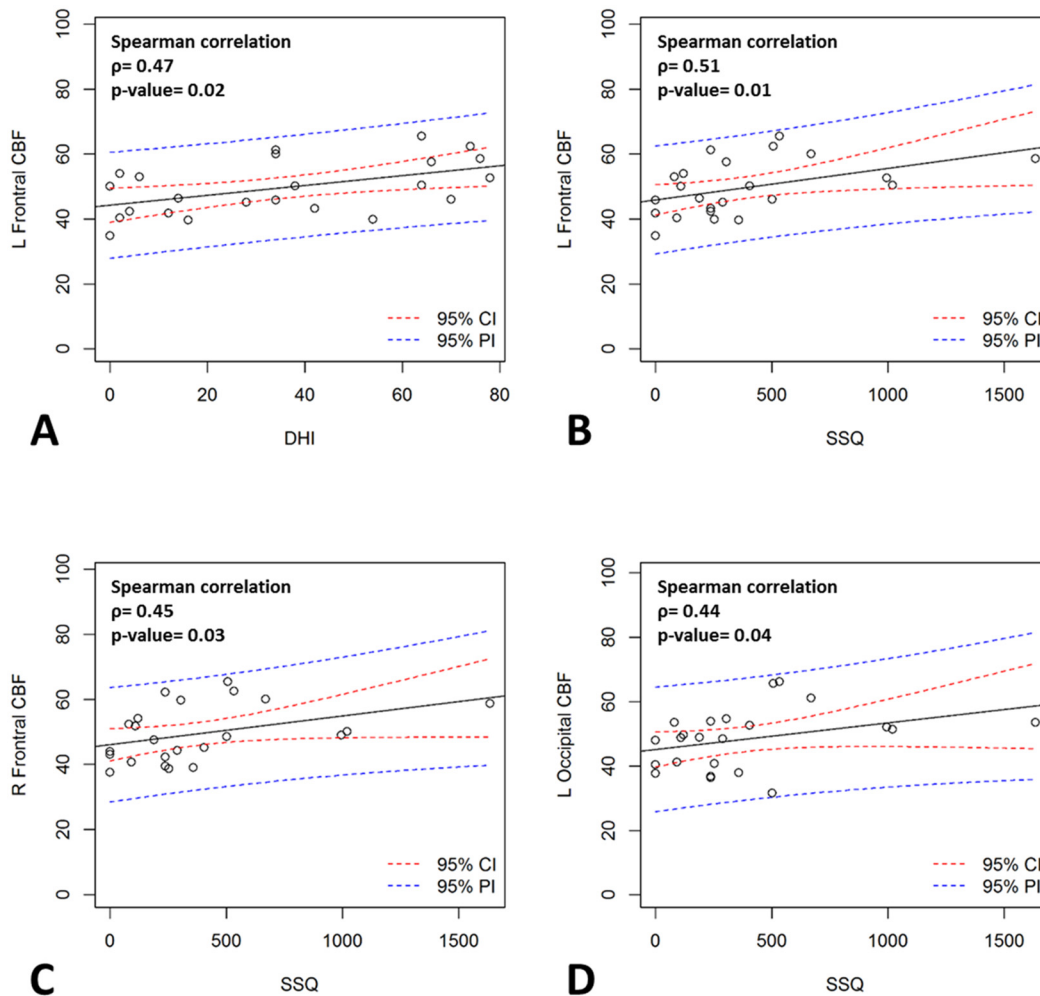 Spearman correlation
ρ= 0.47
p-value= 0.02
L Frontral CBF
0 20 40 60 80 100
95% CI
95% PI
0 20 40 60 80
DHI
A
Spearman correlation
ρ= 0.51
p-value= 0.01
L Frontral CBF
0 20 40 60 80 100
95% CI
95% PI
0 500 1000 1500
SSQ
B
Spearman correlation
ρ= 0.45
p-value= 0.03
R Frontral CBF
0 20 40 60 80 100
95% CI
95% PI
0 500 1000 1500
SSQ
C
Spearman correlation
ρ= 0.44
p-value= 0.04
L Occipital CBF
0 20 40 60 80 100
95% CI
95% PI
0 500 1000 1500
SSQ
D